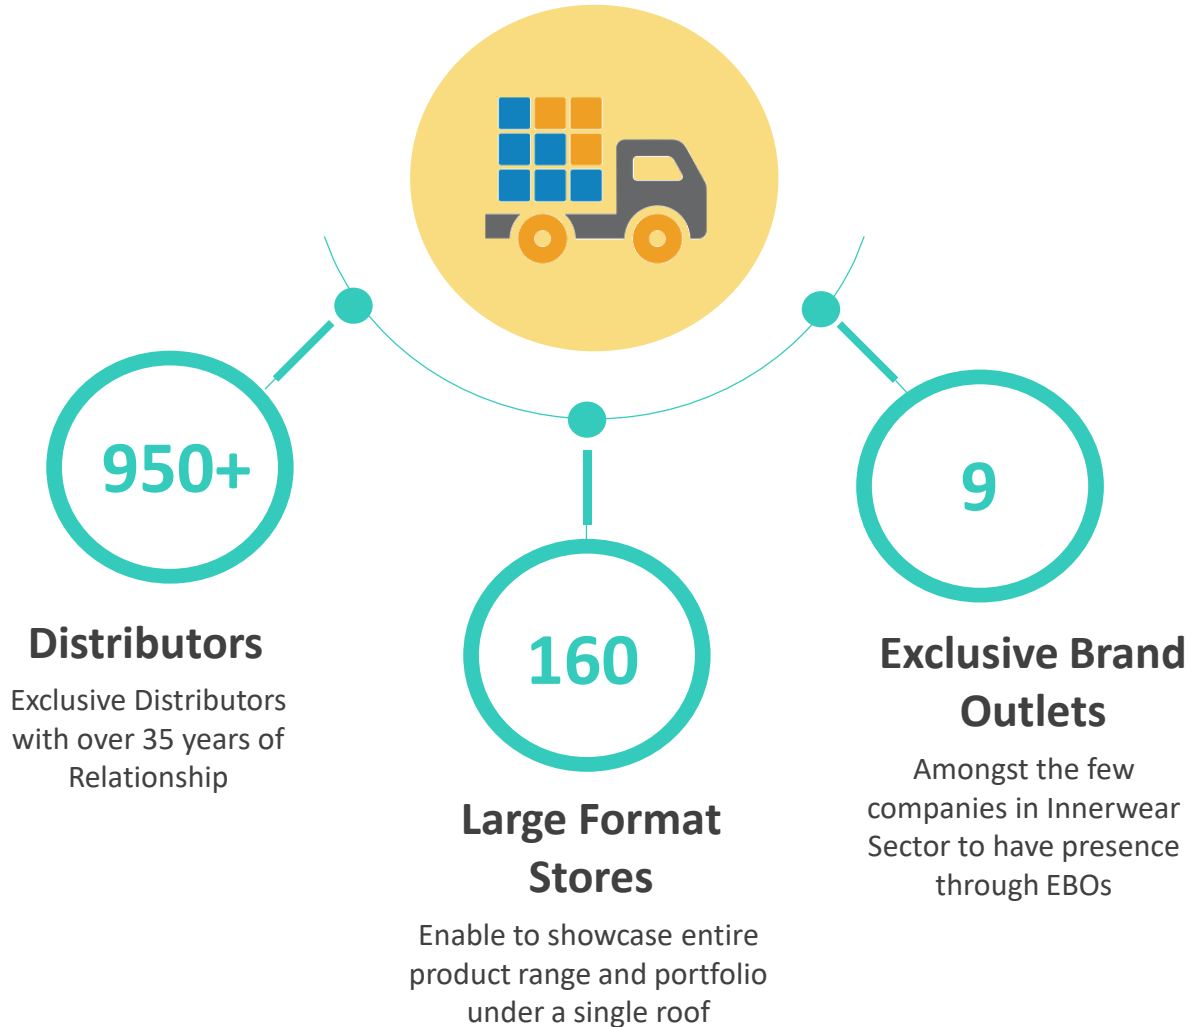 950+
Distributors
Exclusive Distributors
with over 35 years of
Relationship
160
Large Format
Stores
Enable to showcase entire
product range and portfolio
under a single roof
9
Exclusive Brand
Outlets
Amongst the few
companies in Innerwear
Sector to have presence
through EBOs